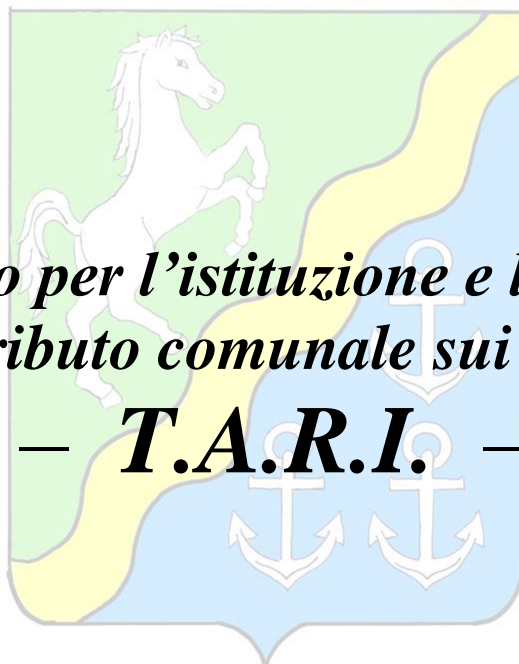 o per l’istituzione e l
ributo comunale sui
– T.A.R.I. –